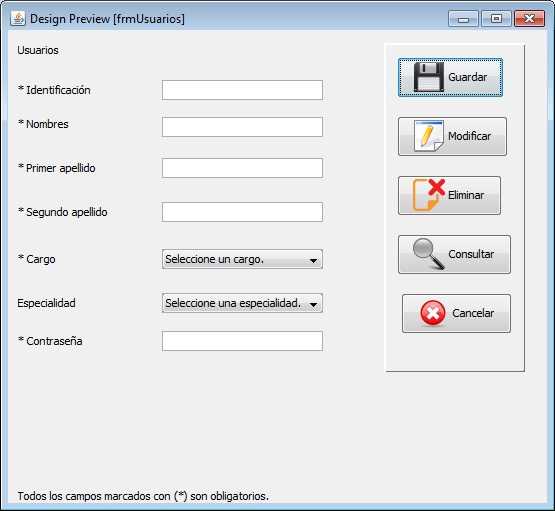 Design Preview [frmUsuarios]
Usuarios
* Identificación
* Nombres
* Primer apellido
* Segundo apellido
* Cargo
Seleccione un cargo.
Especialidad
Seleccione una especialidad.
* Contraseña
Guardar
Modificar
Eliminar
Consultar
Cancelar
Todos los campos marcados con (*) son obligatorios.